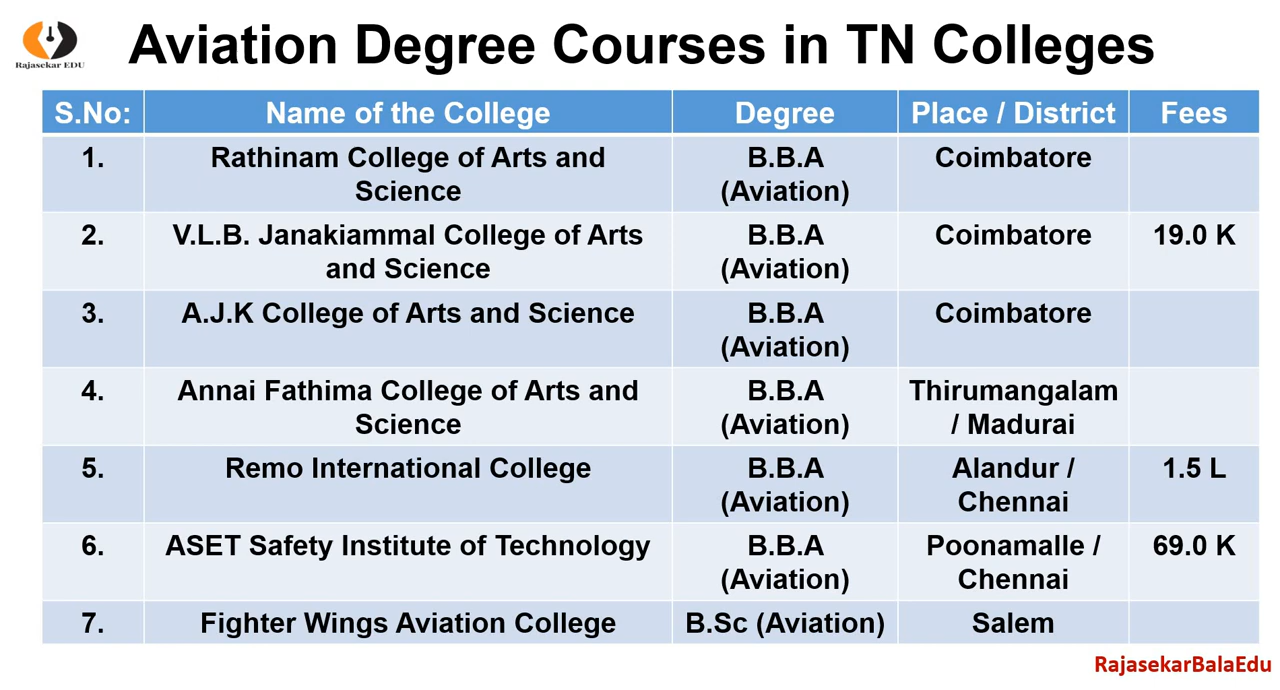 Rajasekar EDU
Aviation Degree Courses in TN Colleges
S.No: Name of the College Degree Place / District Fees
1. Rathinam College of Arts and Science B.B.A (Aviation) Coimbatore
2. V.L.B. Janakiammal College of Arts and Science B.B.A (Aviation) Coimbatore 19.0 K
3. A.J.K College of Arts and Science B.B.A (Aviation) Coimbatore
4. Annai Fathima College of Arts and Science B.B.A (Aviation) Thirumangalam / Madurai
5. Remo International College B.B.A (Aviation) Alandur / Chennai 1.5 L
6. ASET Safety Institute of Technology B.B.A (Aviation) Poonamalle / Chennai 69.0 K
7. Fighter Wings Aviation College B.Sc (Aviation) Salem
RajasekarBalaEdu